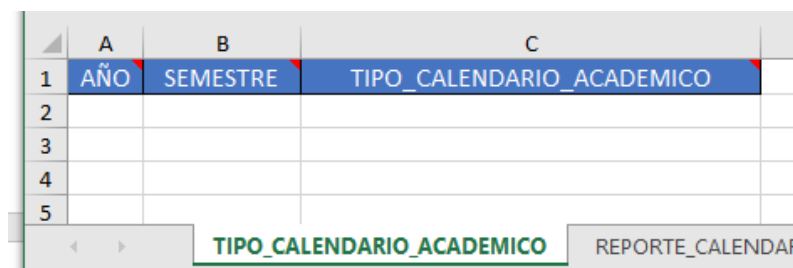 A B C
1 AÑO SEMESTRE TIPO_CALENDARIO_ACADEMICO
2
3
4
5
TIPO_CALENDARIO_ACADEMICO REPORTE_CALENDAR